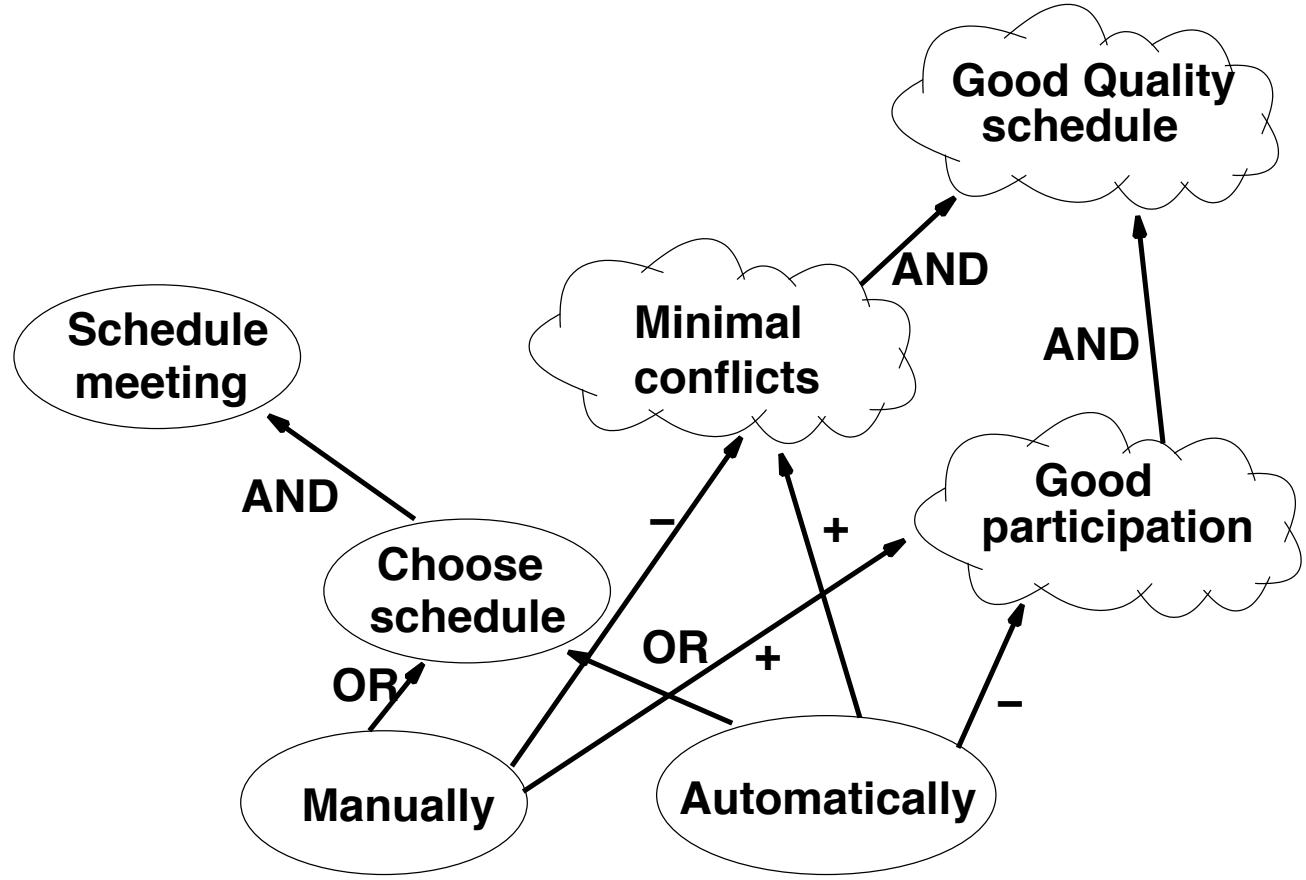 Good Quality
schedule
AND
Minimal
conflicts
Schedule
meeting
AND
Good
participation
AND
–
+
Choose
schedule
OR
+
OR
–
Manually
Automatically